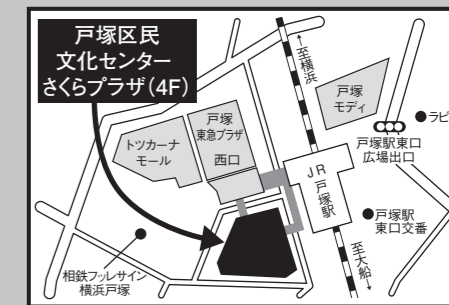 戸塚区民
文化センター
さくらプラザ(4F)
←至横浜
戸塚
モディ
ラピ
戸塚駅東口
広場出口
戸塚
東急プラザ
西口
トツカーナ
モール
JR戸塚駅
戸塚駅
東口交番
至大船→
相鉄フレッサイン
横浜戸塚